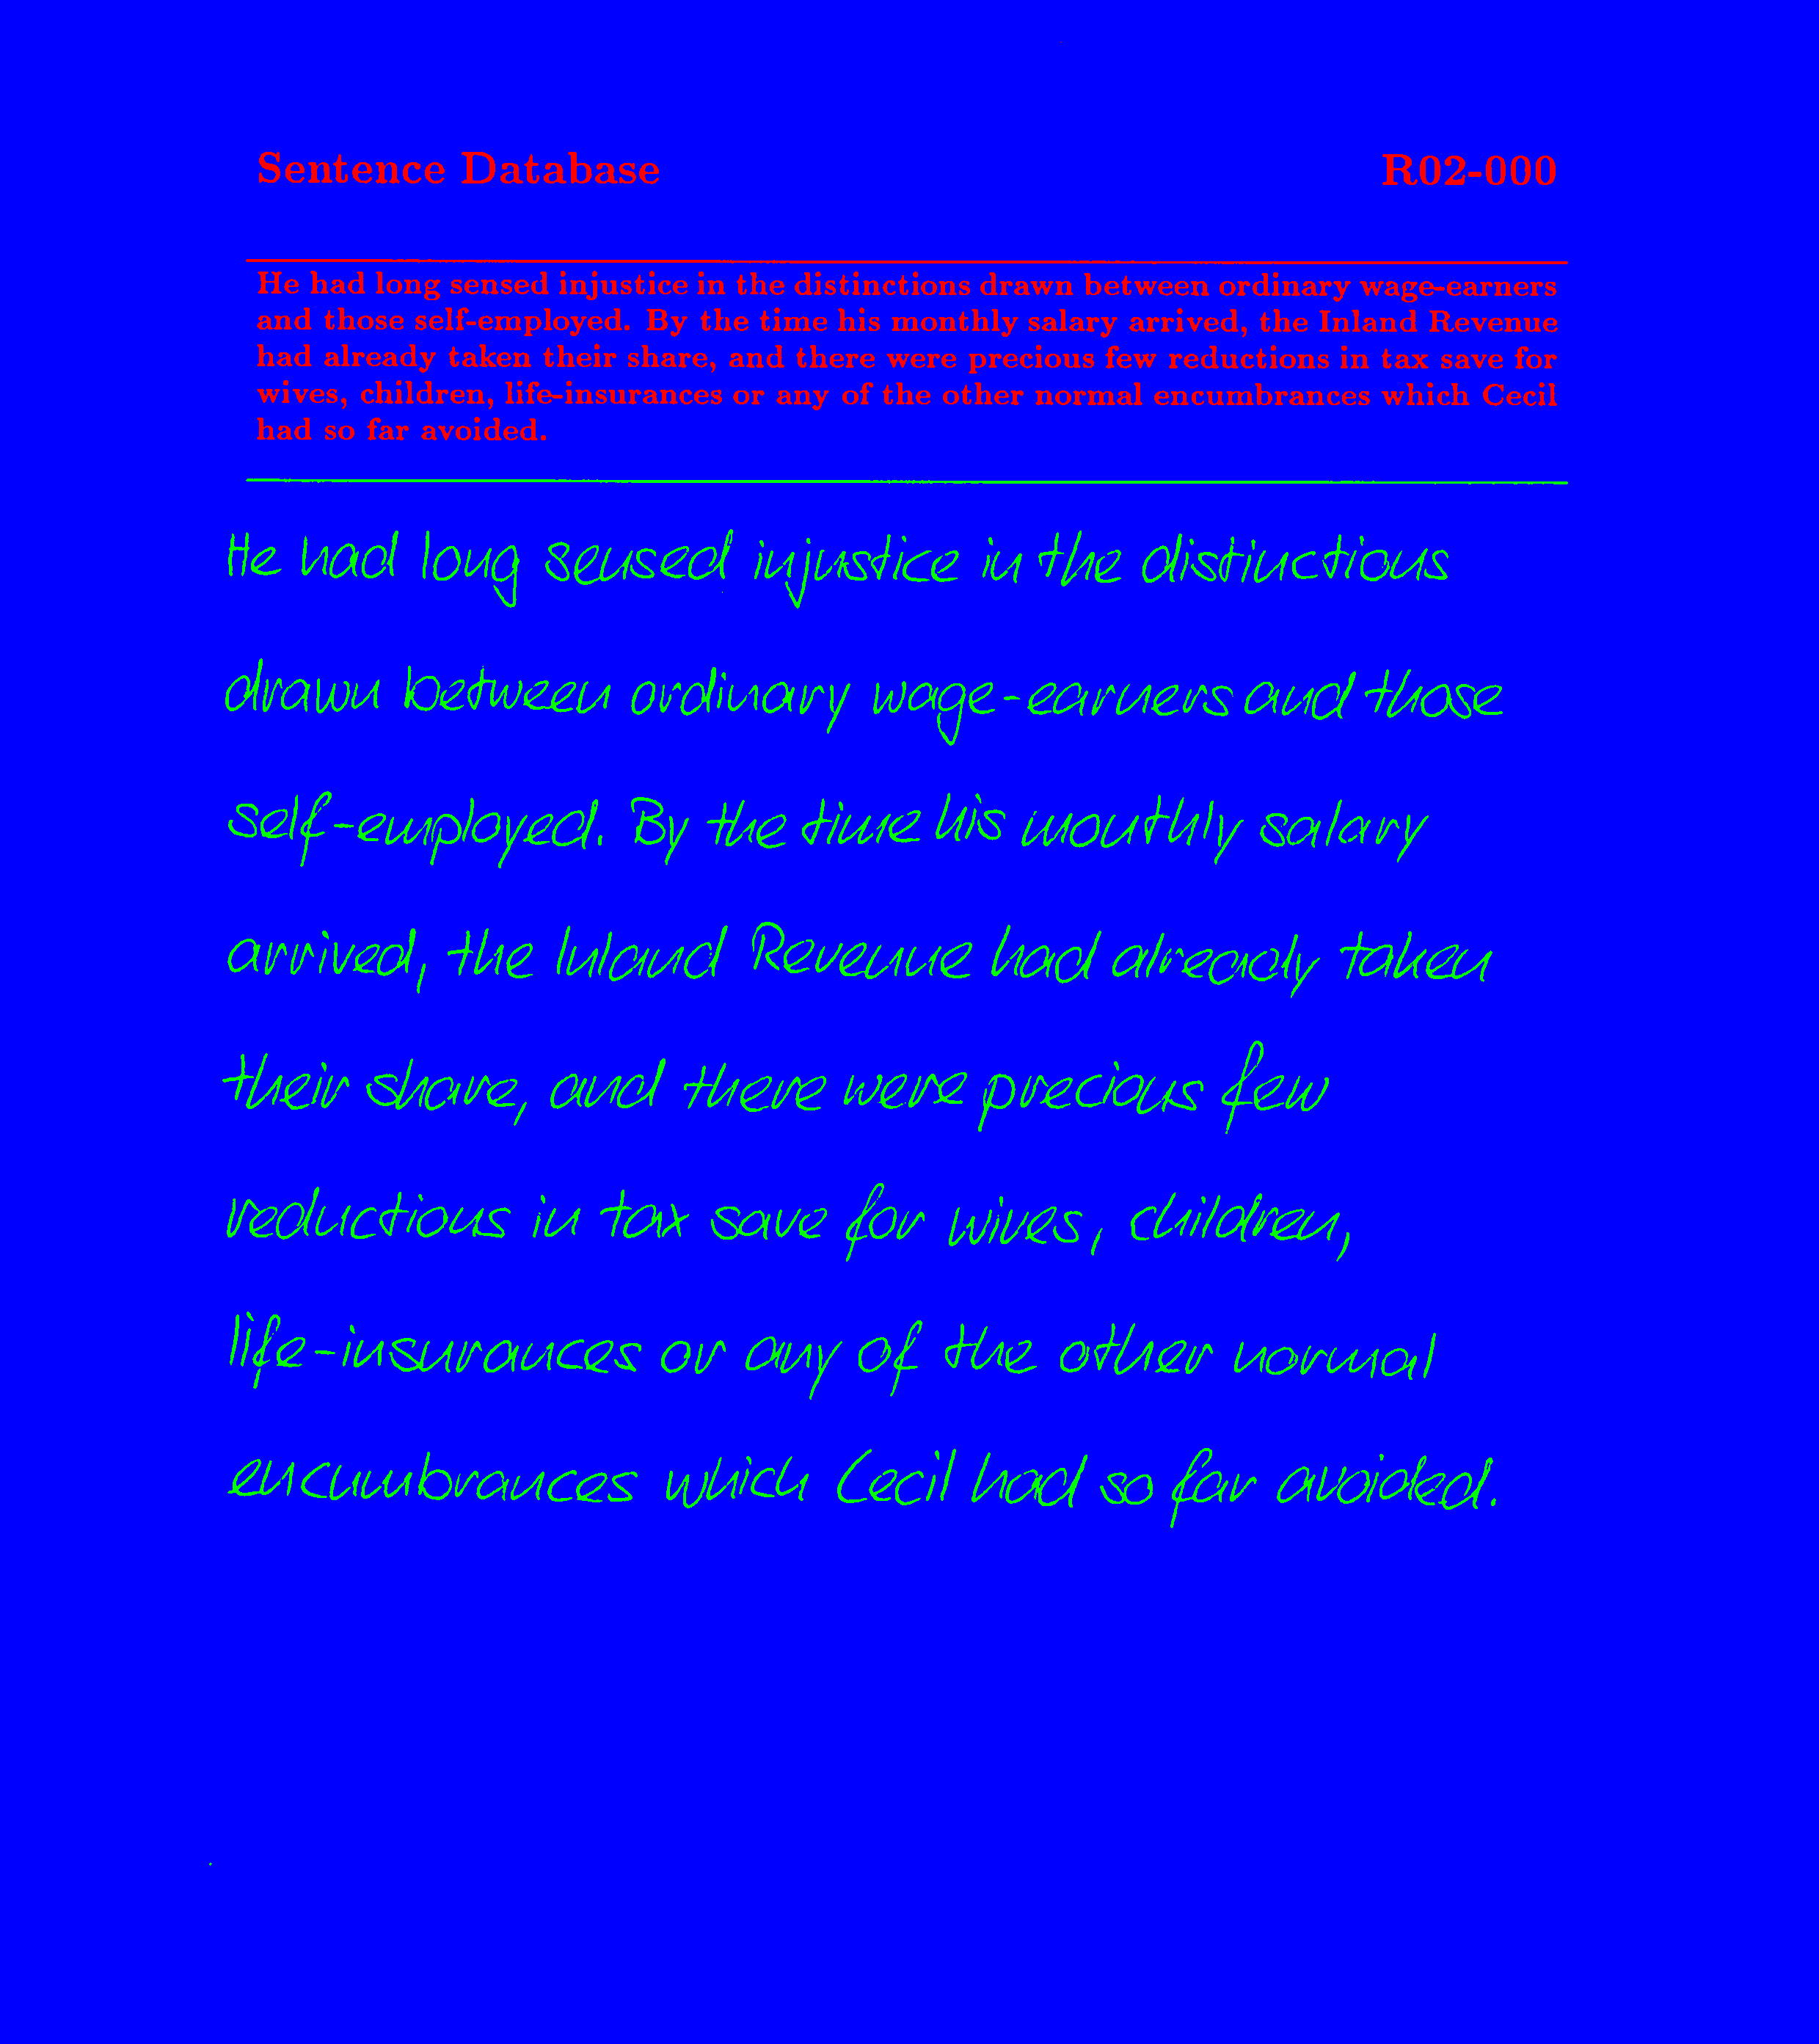 Sentence Database R02-000
He had long sensed injustice in the distinctions drawn between ordinary wage-earners
and those self-employed. By the time his monthly salary arrived, the Inland Revenue
had already taken their share, and there were precious few reductions in tax save for
wives, children, life-insurances or any of the other normal encumbrances which Cecil
had so far avoided.
He had long sensed injustice in the distinctions
drawn between ordinary wage-earners and those
self-employed. By the time his monthly salary
arrived, the Inland Revenue had already taken
their share, and there were precious few
reductions in tax save for wives, children,
life-insurances or any of the other normal
encumbrances which Cecil had so far avoided.